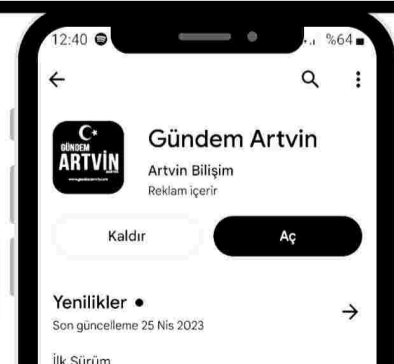 12:40
%64
GÜNDEM
ARTVİN
Gündem Artvin
Artvin Bilişim
Reklam içerir
Kaldır
Aç
Yenilikler
Son güncelleme 25 Nis 2023
İlk Sürüm